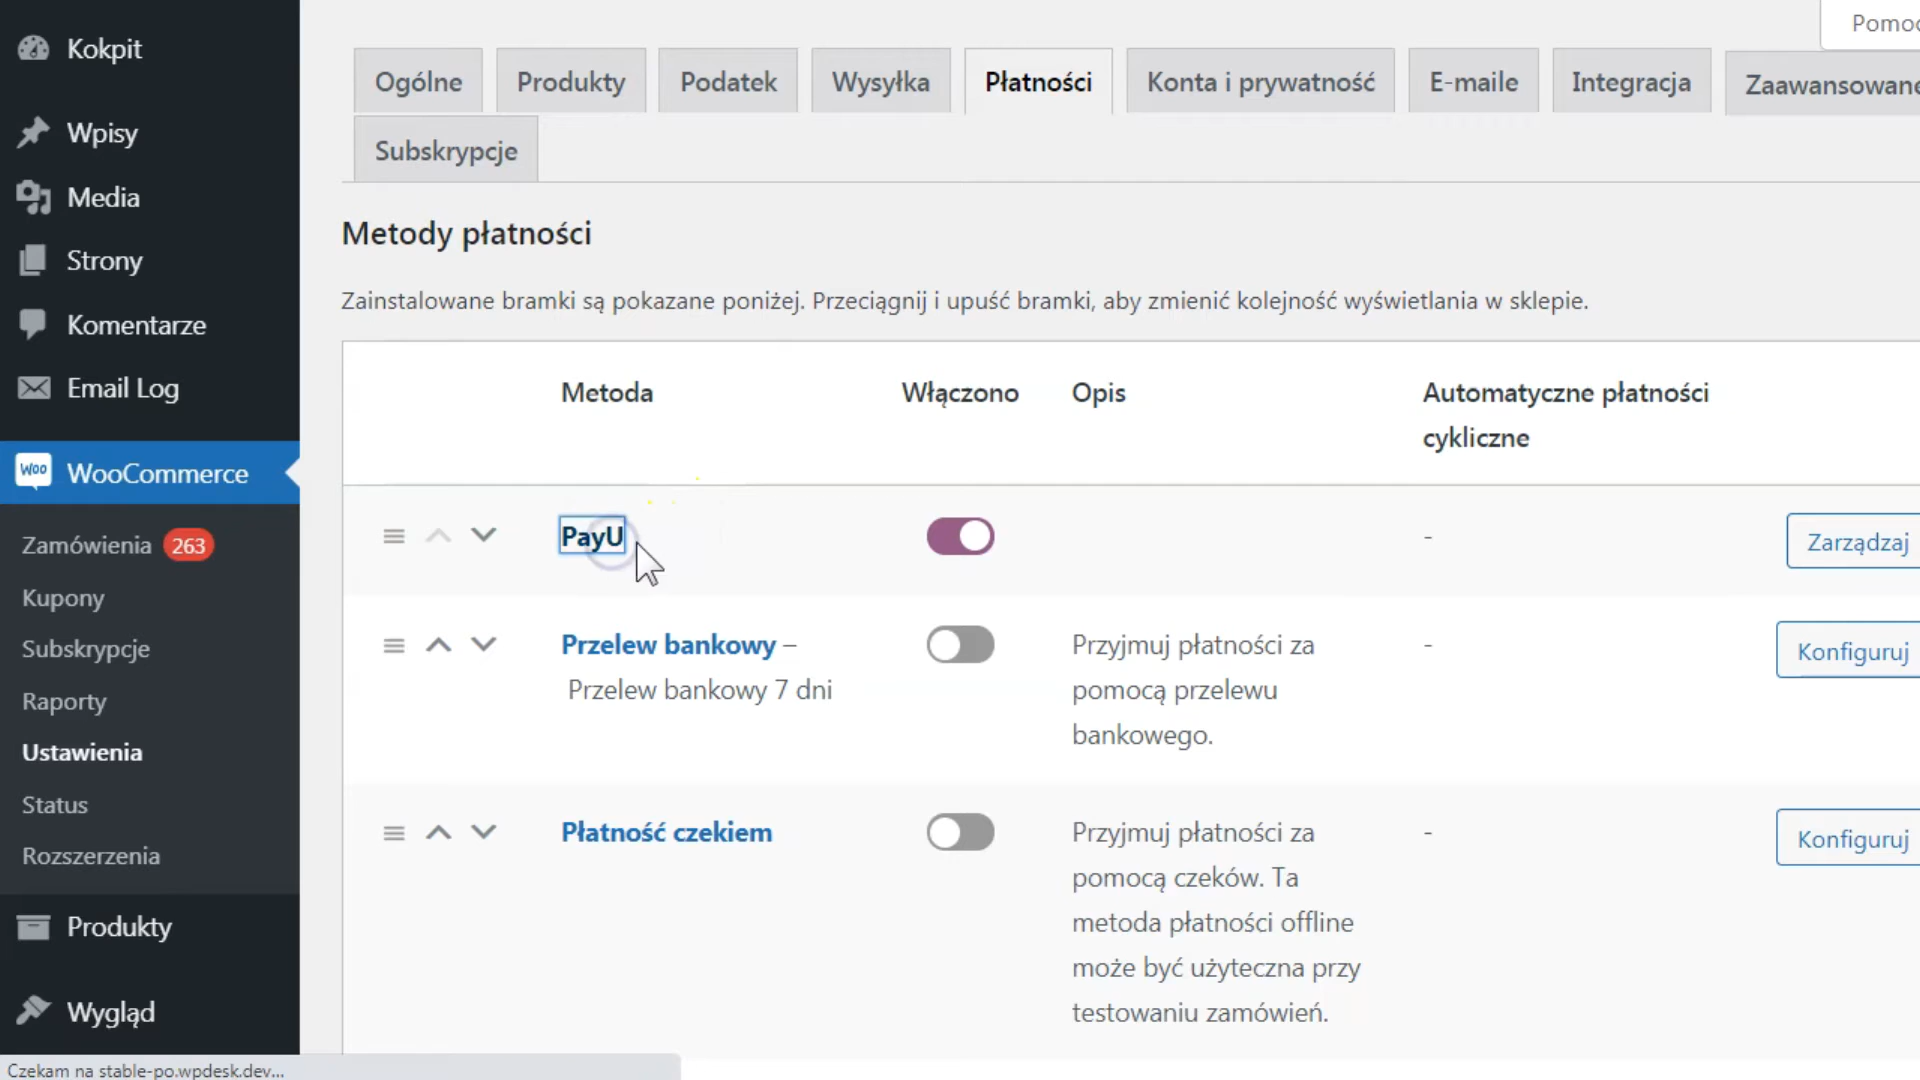 Kokpit
Wpisy
Media
Strony
Komentarze
Email Log
Woo WooCommerce
Zamówienia 263
Kupony
Subskrypcje
Raporty
Ustawienia
Status
Rozszerzenia
Produkty
Wygląd
Czekam na stable-po.wpdesk.dev...
Ogólne Produkty Podatek Wysyłka Płatności Konta i prywatność E-maile Integracja
Subskrypcje
Metody płatności
Zainstalowane bramki są pokazane poniżej. Przeciągnij i upuść bramki, aby zmienić kolejność wyświetlania w sklepie.
Metoda Włączono Opis Automatyczne płatności
cykliczne
PayU - Zarządzaj
Przelew bankowy – Przyjmuj płatności za - Konfiguruj
Przelew bankowy 7 dni pomocą przelewu
bankowego.
Płatność czekiem Przyjmuj płatności za - Konfiguruj
pomocą czeków. Ta
metoda płatności offline
może być użyteczna przy
testowaniu zamówień.